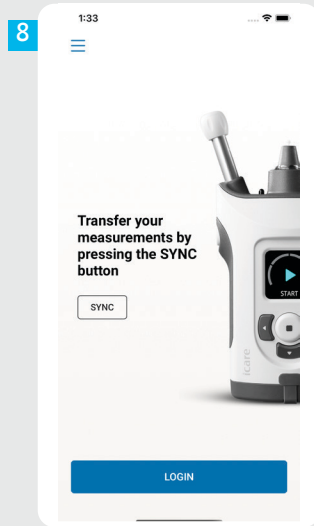 8
1:33
Transfer your
measurements by
pressing the SYNC
button
SYNC
START
icare
LOGIN